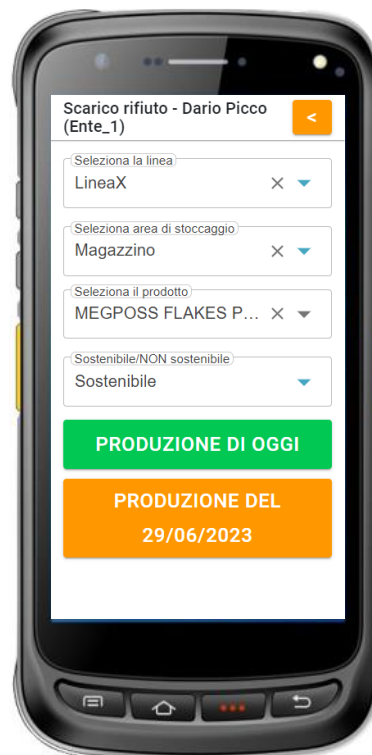 Scarico rifiuto - Dario Picco
(Ente_1)
<
Seleziona la linea
LineaX
Seleziona area di stoccaggio
Magazzino
Seleziona il prodotto
MEGPOSS FLAKES P...
Sostenibile/NON sostenibile
Sostenibile
PRODUZIONE DI OGGI
PRODUZIONE DEL
29/06/2023